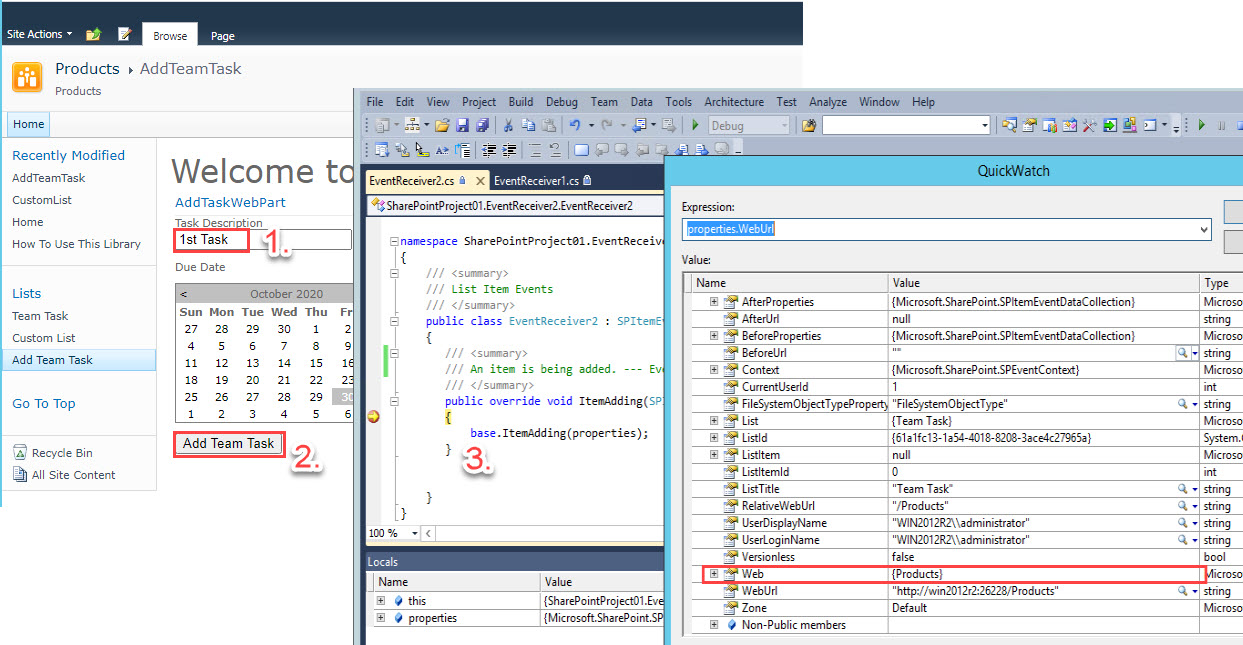 Site Actions
Browse
Page
Products ▸ AddTeamTask
Products
Home
Recently Modified
AddTeamTask
CustomList
Home
How To Use This Library
Lists
Team Task
Custom List
Add Team Task
Go To Top
Recycle Bin
All Site Content
Welcome to
AddTaskWebPart
Task Description
1st Task
1.
Due Date
< October 2020
Sun Mon Tue Wed Thu Fr
27 28 29 30 1 2
4 5 6 7 8 9
11 12 13 14 15 16
18 19 20 21 22 23
25 26 27 28 29 30
1 2 3 4 5 6
Add Team Task
2.
File Edit View Project Build Debug Team Data Tools Architecture Test Analyze Window Help
Debug
EventReceiver2.cs
EventReceiver1.cs
SharePointProject01.EventReceiver2.EventReceiver2
namespace SharePointProject01.EventReceive
{
/// <summary>
/// List Item Events
/// </summary>
public class EventReceiver2 : SPItemEv
{
/// <summary>
/// An item is being added. --- Eve
/// </summary>
public override void ItemAdding(SPI
{
base.ItemAdding(properties);
}
3.
}
}
100 %
Locals
Name Value
this {SharePointProject01.Eve
properties {Microsoft.SharePoint.SP
QuickWatch
Expression:
properties.WebUrl
Value:
Name Value Type
AfterProperties {Microsoft.SharePoint.SPItemEventDataCollection} Microso
AfterUrl null string
BeforeProperties {Microsoft.SharePoint.SPItemEventDataCollection} Microso
BeforeUrl "" string
Context {Microsoft.SharePoint.SPEventContext} Microso
CurrentUserId 1 int
FileSystemObjectTypeProperty "FileSystemObjectType" string
List {Team Task} Microso
ListId {61a1fc13-1a54-4018-8208-3ace4c27965a} System.G
ListItem null Microso
ListItemId 0 int
ListTitle "Team Task" string
RelativeWebUrl "/Products" string
UserDisplayName "WIN2012R2\\administrator" string
UserLoginName "WIN2012R2\\administrator" string
Versionless false bool
Web {Products} Microso
WebUrl "http://win2012r2:26228/Products" string
Zone Default Microso
Non-Public members